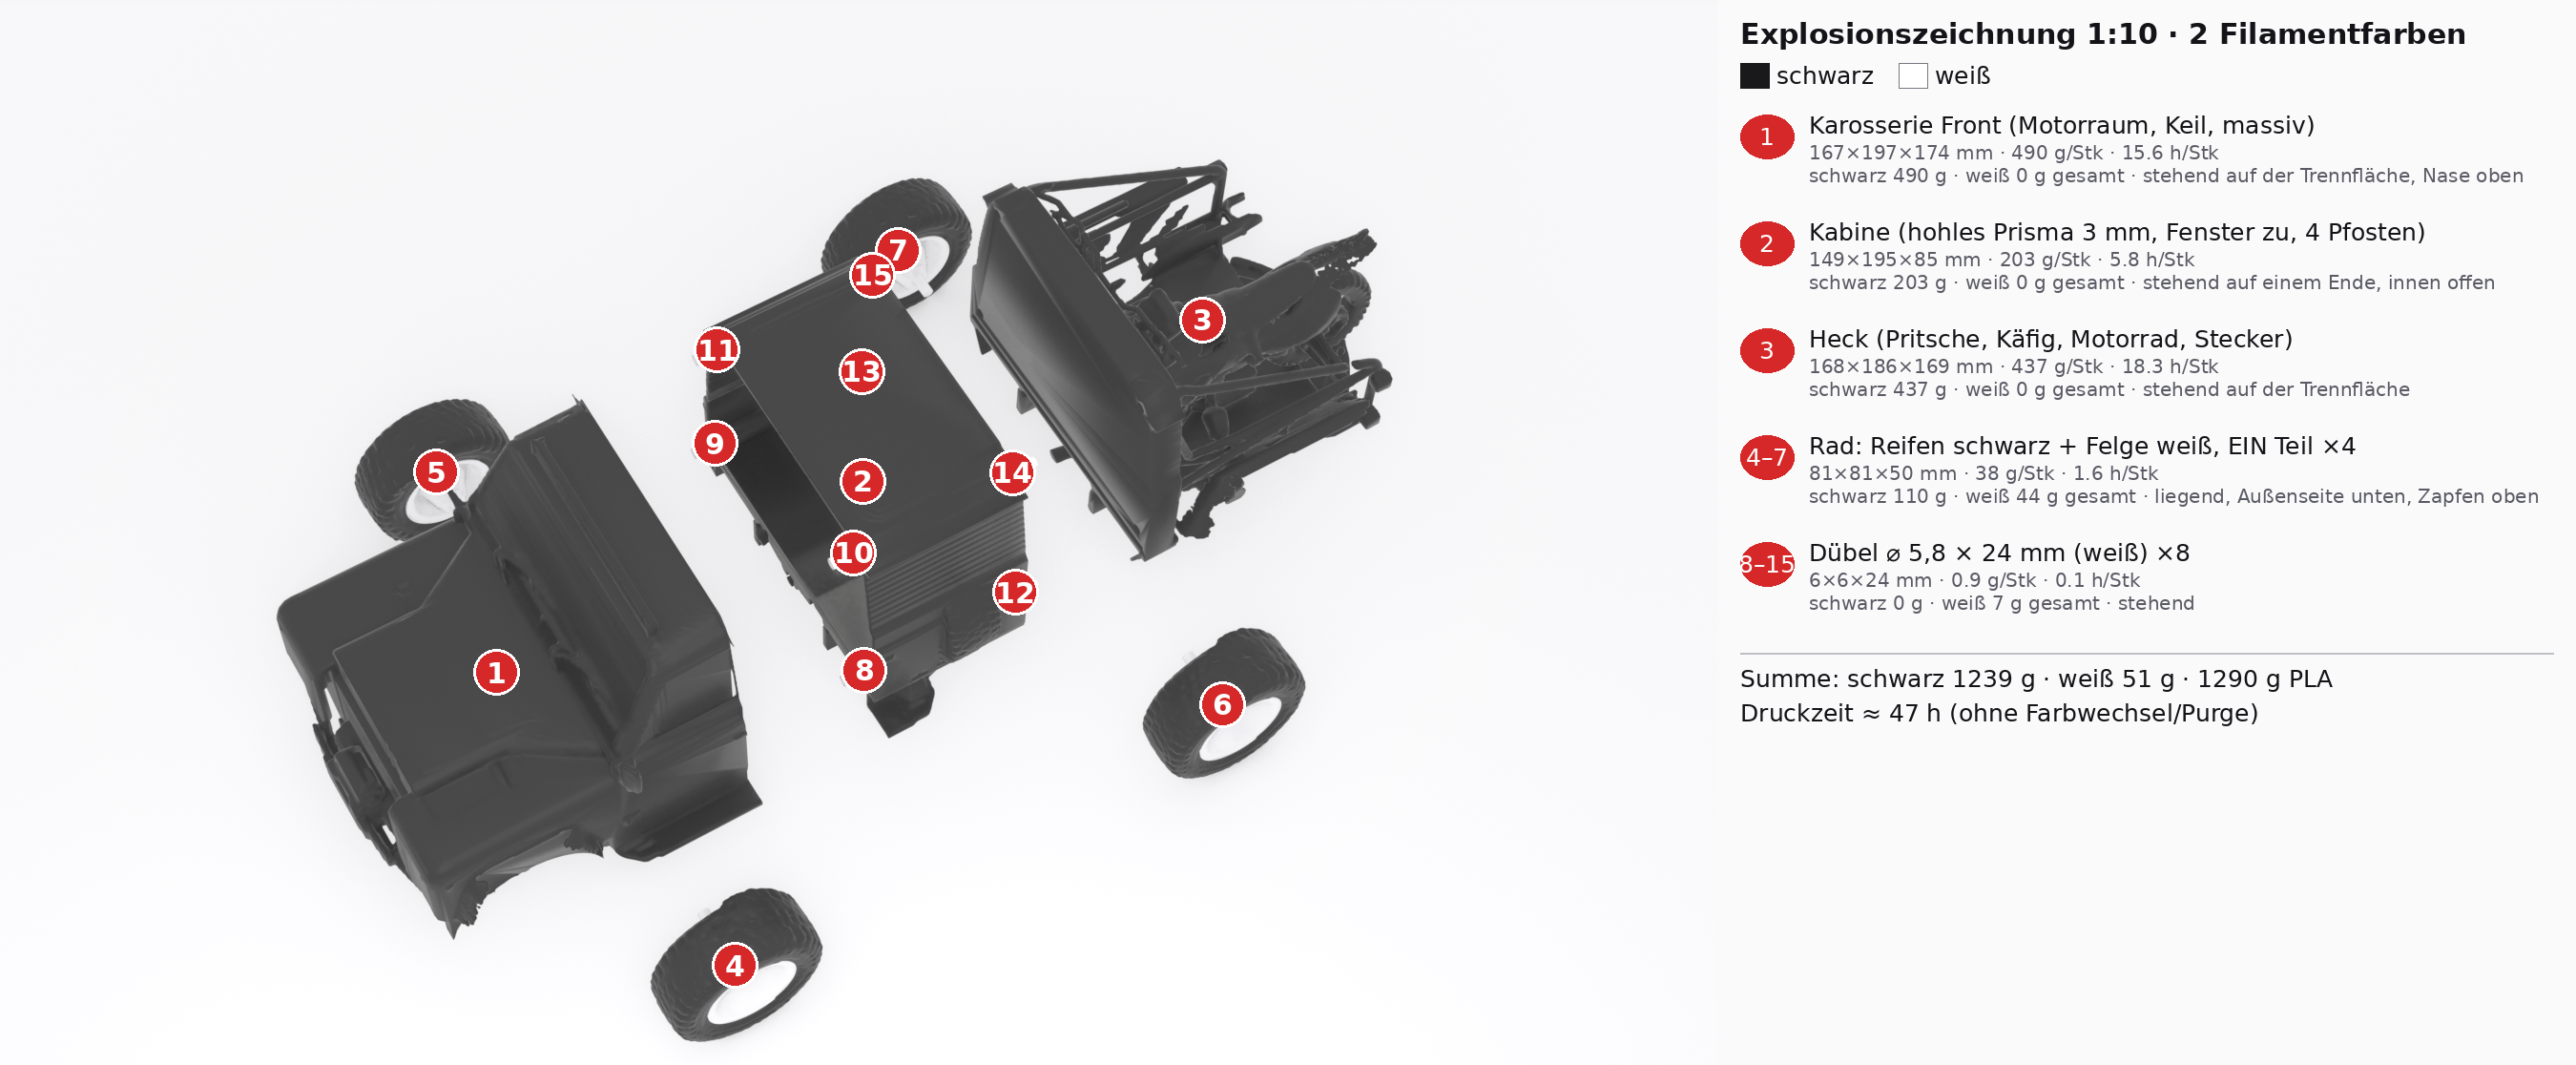 Explosionszeichnung 1:10 · 2 Filamentfarben
schwarz weiß
1 Karosserie Front (Motorraum, Keil, massiv)
167×197×174 mm · 490 g/Stk · 15.6 h/Stk
schwarz 490 g · weiß 0 g gesamt · stehend auf der Trennfläche, Nase oben
2 Kabine (hohles Prisma 3 mm, Fenster zu, 4 Pfosten)
149×195×85 mm · 203 g/Stk · 5.8 h/Stk
schwarz 203 g · weiß 0 g gesamt · stehend auf einem Ende, innen offen
3 Heck (Pritsche, Käfig, Motorrad, Stecker)
168×186×169 mm · 437 g/Stk · 18.3 h/Stk
schwarz 437 g · weiß 0 g gesamt · stehend auf der Trennfläche
4–7 Rad: Reifen schwarz + Felge weiß, EIN Teil ×4
81×81×50 mm · 38 g/Stk · 1.6 h/Stk
schwarz 110 g · weiß 44 g gesamt · liegend, Außenseite unten, Zapfen oben
8–15 Dübel ⌀ 5,8 × 24 mm (weiß) ×8
6×6×24 mm · 0.9 g/Stk · 0.1 h/Stk
schwarz 0 g · weiß 7 g gesamt · stehend
Summe: schwarz 1239 g · weiß 51 g · 1290 g PLA
Druckzeit ≈ 47 h (ohne Farbwechsel/Purge)
7
15
3
11
13
9
5
14
2
10
12
8
1
6
4